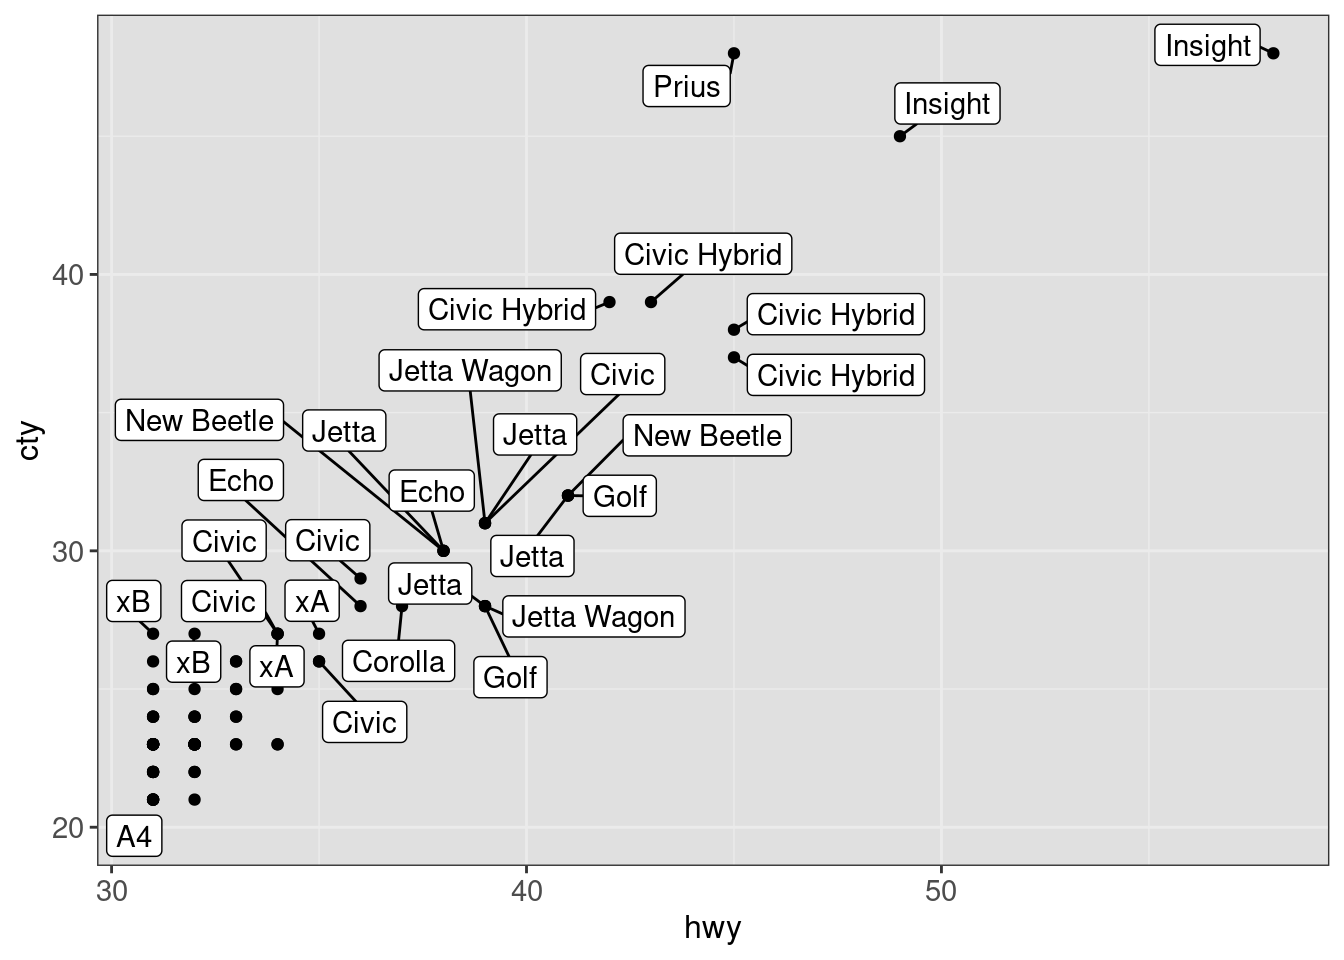 Insight
Prius
Insight
Civic Hybrid
40
Civic Hybrid
Civic Hybrid
Jetta Wagon
Civic
Civic Hybrid
New Beetle
Jetta
Jetta
New Beetle
cty
Echo
Echo
Golf
Civic
Civic
30
Jetta
Jetta
xB
Civic
xA
Jetta Wagon
xB
xA
Corolla
Golf
Civic
20
A4
30
40
50
hwy